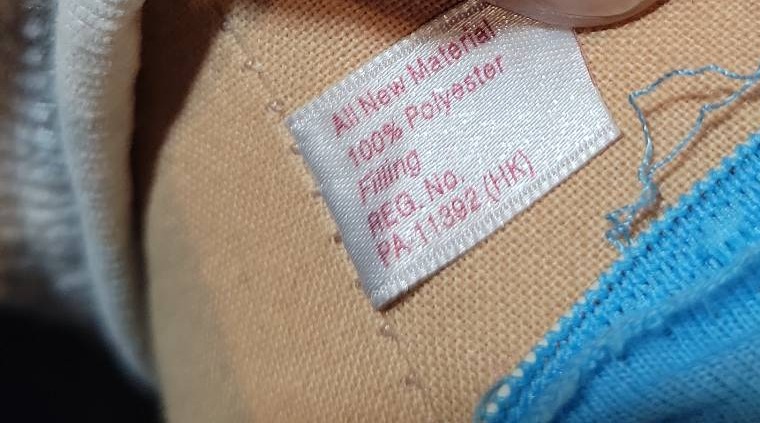 All New Material
100% Polyester
Filling
REG. No.
PA-11392 (HK)